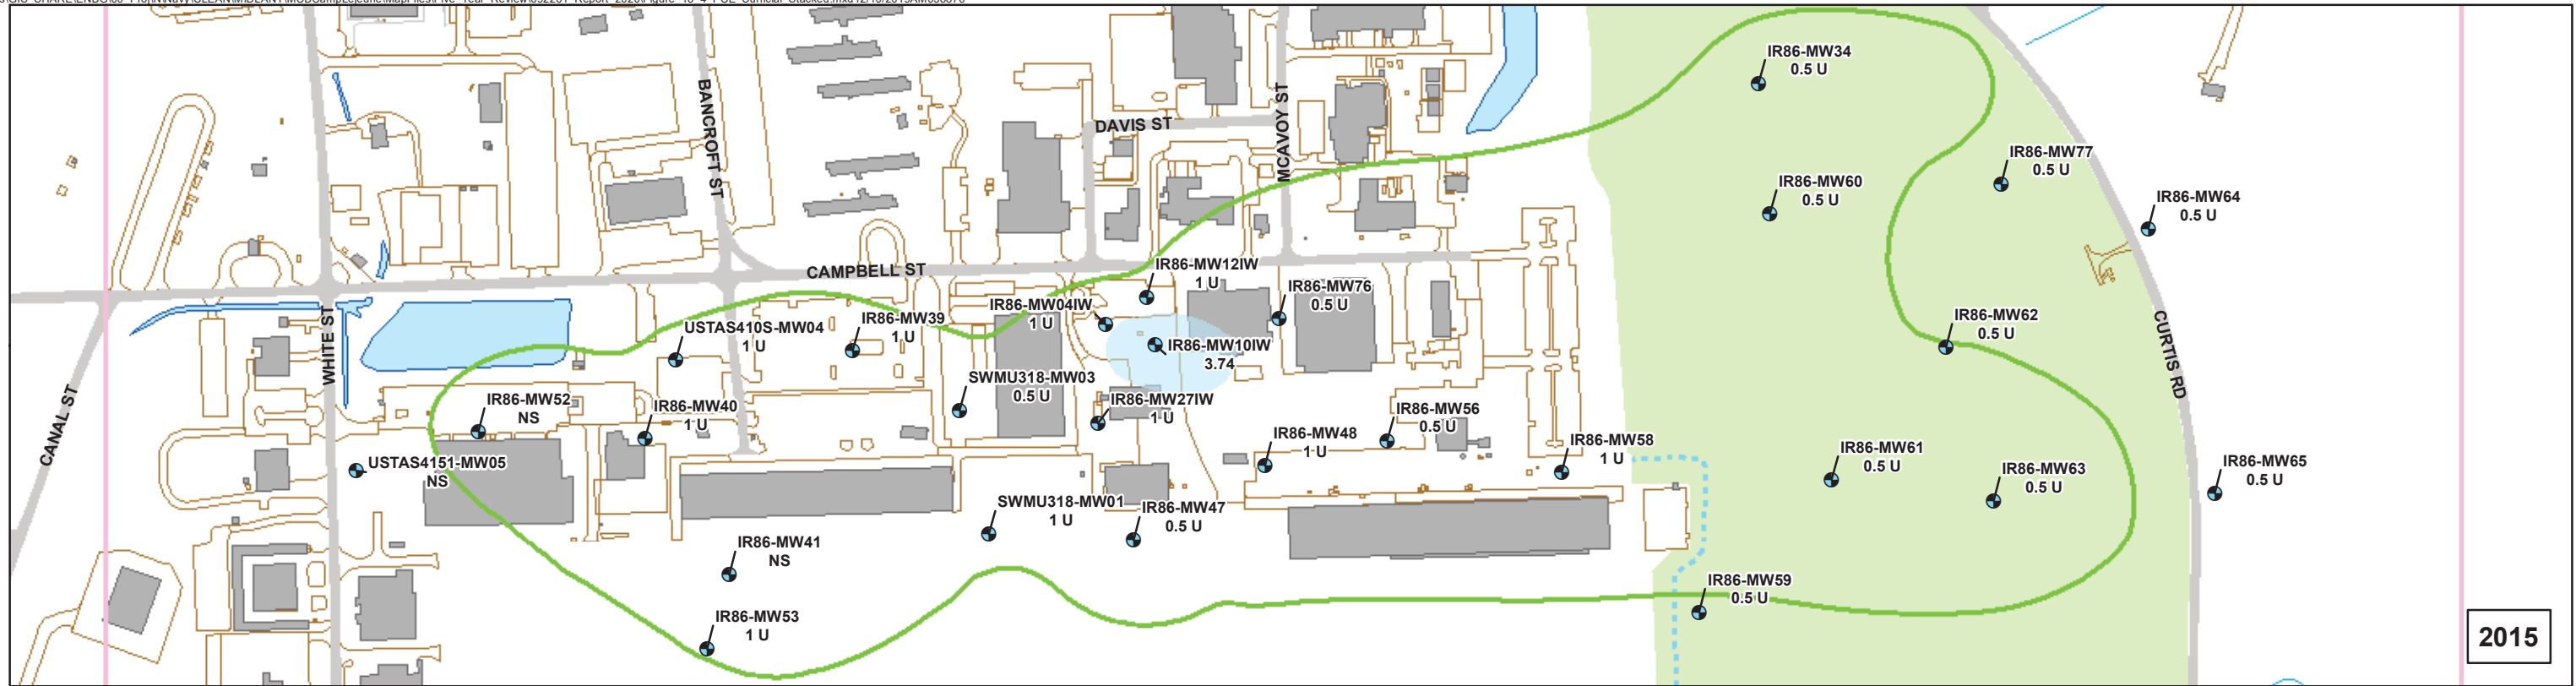 IR86-MW34
0.5 U
BANCROFT ST
MCAVOY ST
DAVIS ST
IR86-MW77
0.5 U
IR86-MW60
0.5 U
IR86-MW64
0.5 U
CAMPBELL ST
IR86-MW12IW
1 U
IR86-MW76
0.5 U
IR86-MW04IW
1 U
IR86-MW39
1 U
USTAS410S-MW04
1 U
IR86-MW62
0.5 U
WHITE ST
CURTIS RD
IR86-MW10IW
3.74
SWMU318-MW03
0.5 U
CANAL ST
IR86-MW52
NS
IR86-MW40
1 U
IR86-MW27IW
1 U
IR86-MW56
0.5 U
IR86-MW48
1 U
IR86-MW58
1 U
IR86-MW61
0.5 U
USTAS4151-MW05
NS
IR86-MW63
0.5 U
IR86-MW65
0.5 U
SWMU318-MW01
1 U
IR86-MW47
0.5 U
IR86-MW41
NS
IR86-MW59
0.5 U
IR86-MW53
1 U
2015